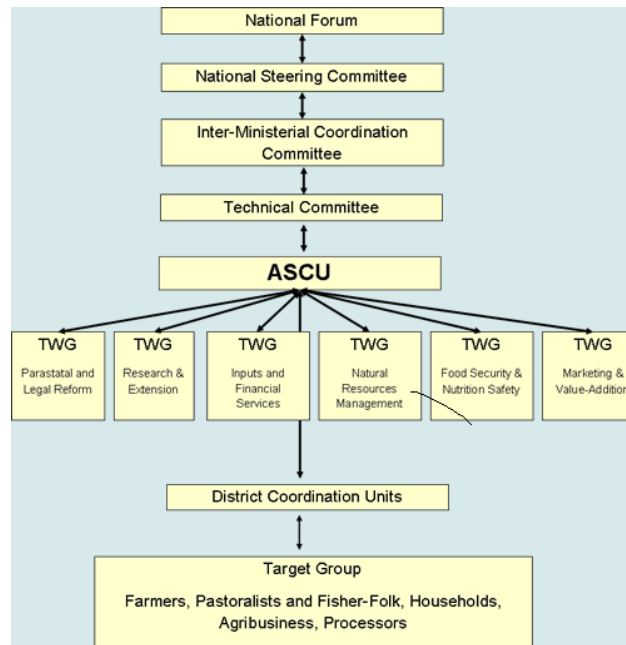 National Forum
National Steering Committee
Inter-Ministerial Coordination
Committee
Technical Committee
ASCU
TWG
Parastatal and
Legal Reform
TWG
Research &
Extension
TWG
Inputs and
Financial
Services
TWG
Natural
Resources
Management
TWG
Food Security &
Nutrition Safety
TWG
Marketing &
Value-Addition
District Coordination Units
Target Group
Farmers, Pastoralists and Fisher-Folk, Households,
Agribusiness, Processors